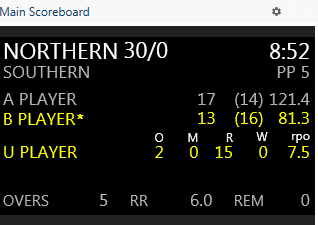 Main Scoreboard
NORTHERN 30/0 8:52
SOUTHERN PP 5
A PLAYER 17 (14) 121.4
B PLAYER* 13 (16) 81.3
O M R W rpo
U PLAYER 2 0 15 0 7.5
OVERS 5 RR 6.0 REM 0